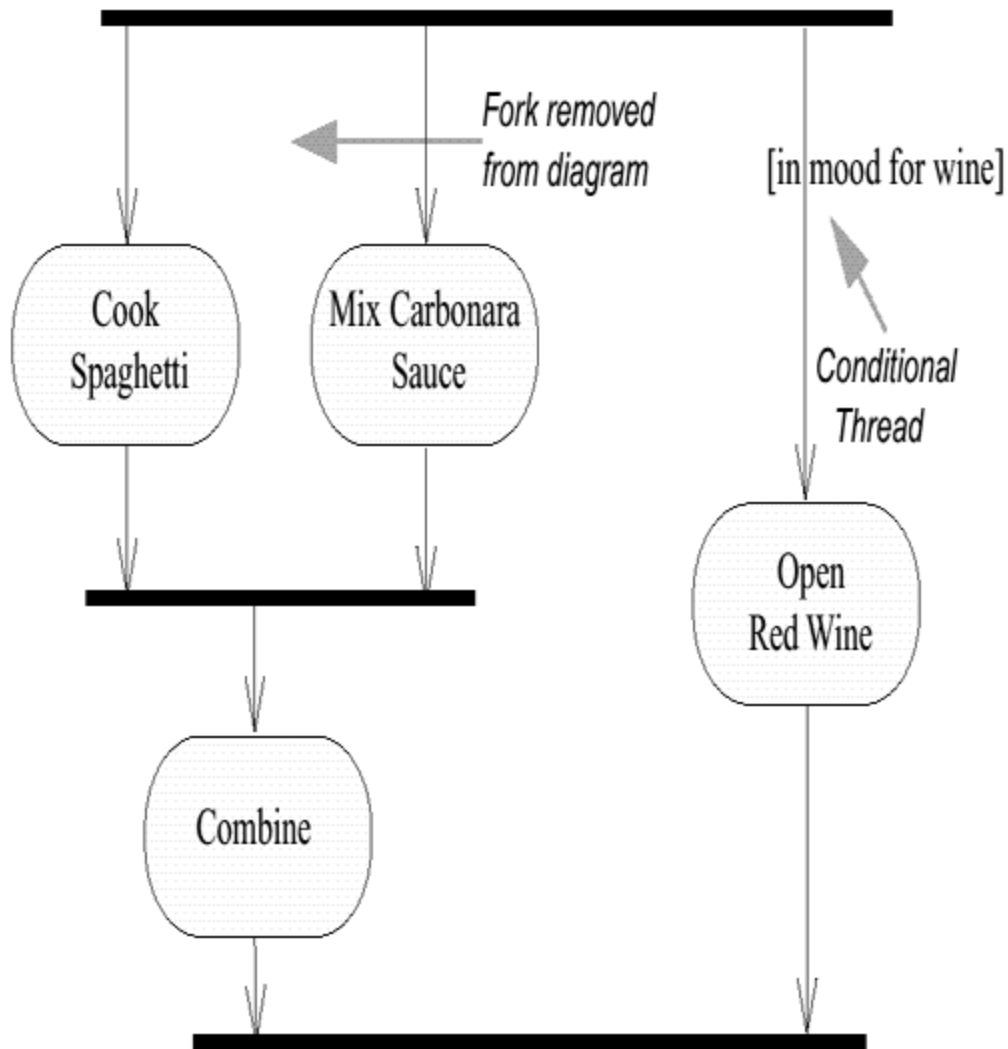 Fork removed
from diagram
[in mood for wine]
Cook
Spaghetti
Mix Carbonara
Sauce
Conditional
Thread
Open
Red Wine
Combine